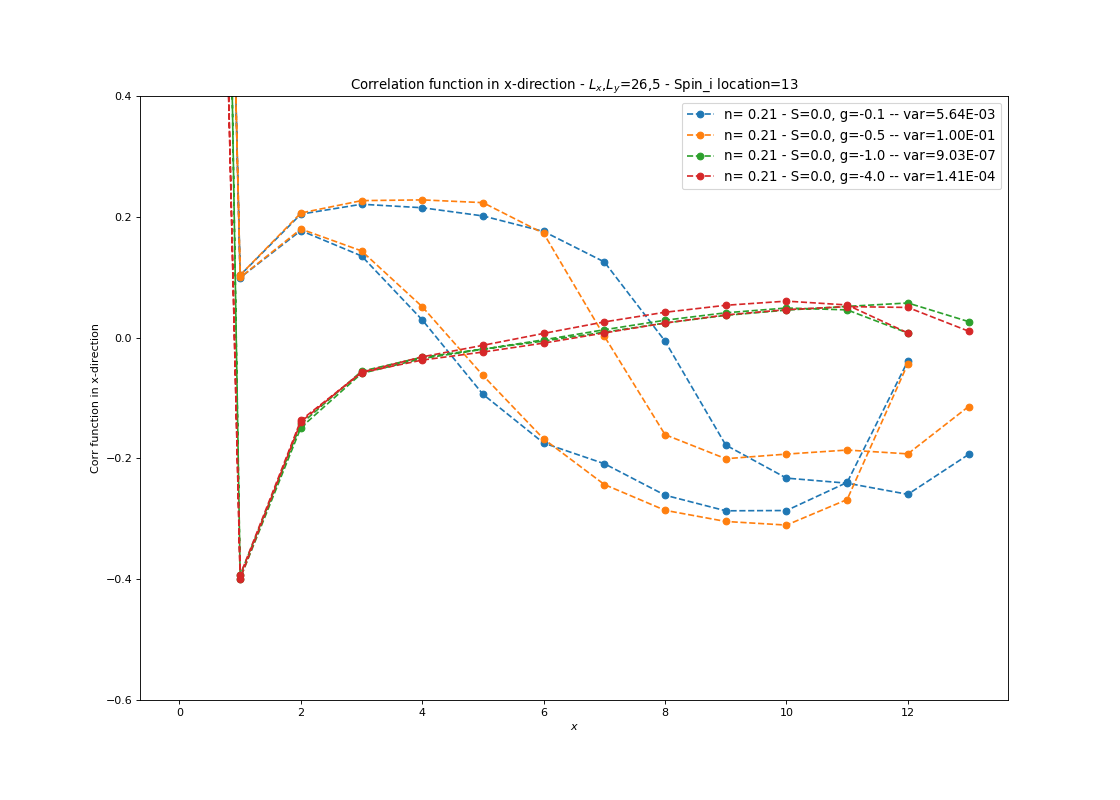 Correlation function in x-direction - Lx,Ly=26,5 - Spin_i location=13
n= 0.21 - S=0.0, g=-0.1 -- var=5.64E-03
n= 0.21 - S=0.0, g=-0.5 -- var=1.00E-01
n= 0.21 - S=0.0, g=-1.0 -- var=9.03E-07
n= 0.21 - S=0.0, g=-4.0 -- var=1.41E-04
Corr function in x-direction
0.4
0.2
0.0
−0.2
−0.4
−0.6
0 2 4 6 8 10 12
x